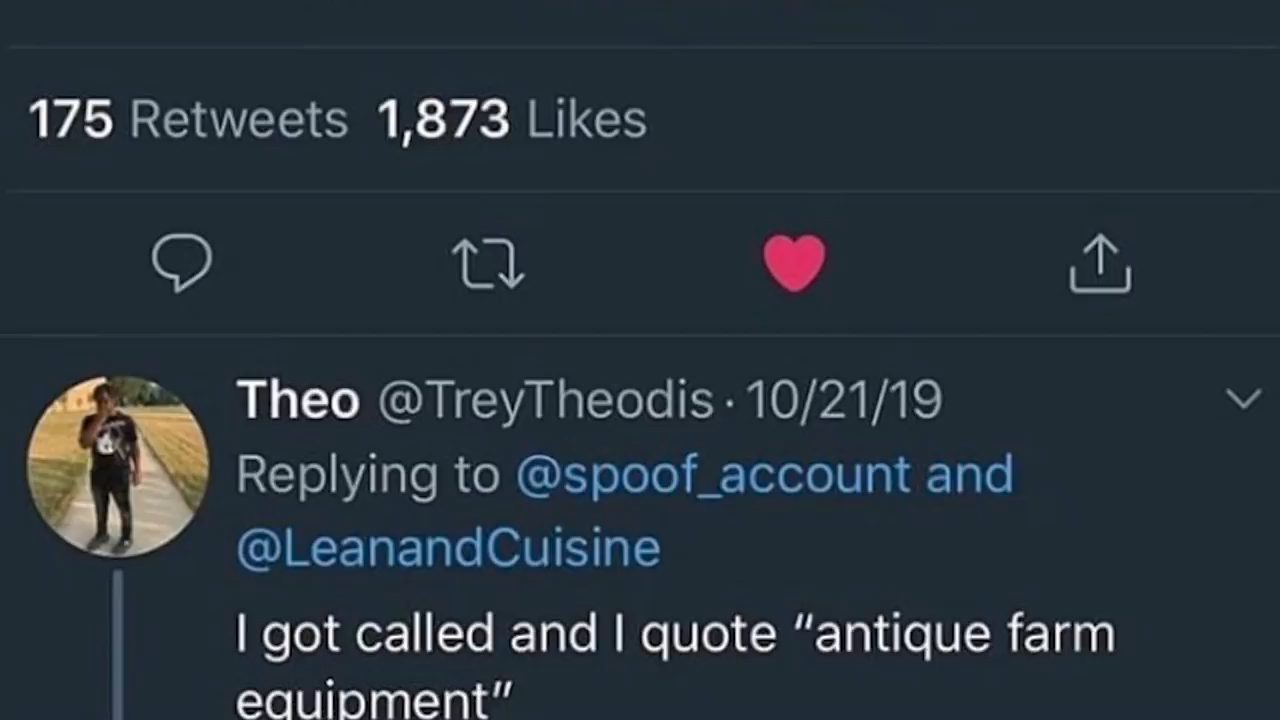 175 Retweets 1,873 Likes
Theo @TreyTheodis · 10/21/19
Replying to @spoof_account and
@LeanandCuisine
I got called and I quote “antique farm
equipment”